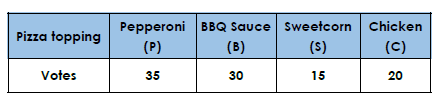 Pizza topping Pepperoni (P) BBQ Sauce (B) Sweetcorn (S) Chicken (C)
Votes 35 30 15 20